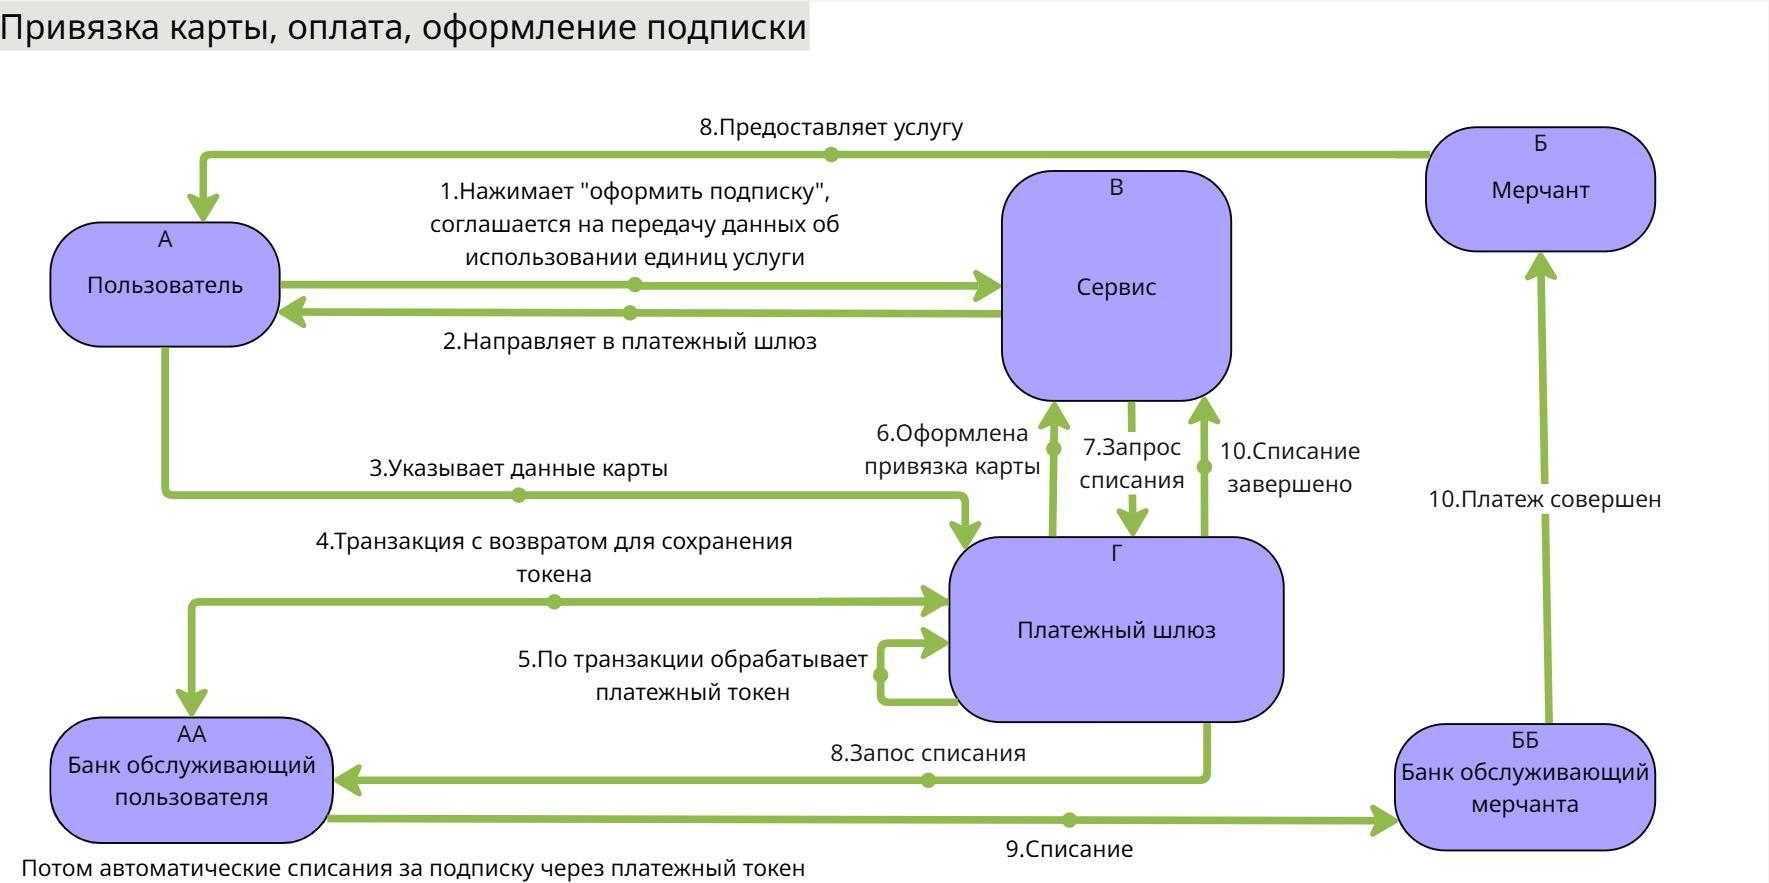 Привязка карты, оплата, оформление подписки
8.Предоставляет услугу
Б
Мерчант
1.Нажимает "оформить подписку",
соглашается на передачу данных об
использовании единиц услуги
В
Сервис
А
Пользователь
2.Направляет в платежный шлюз
6.Оформлена
привязка карты
7.Запрос
списания
10.Списание
завершено
3.Указывает данные карты
10.Платеж совершен
4.Транзакция с возвратом для сохранения
токена
Г
Платежный шлюз
5.По транзакции обрабатывает
платежный токен
АА
Банк обслуживающий
пользователя
8.Запос списания
ББ
Банк обслуживающий
мерчанта
9.Списание
Потом автоматические списания за подписку через платежный токен